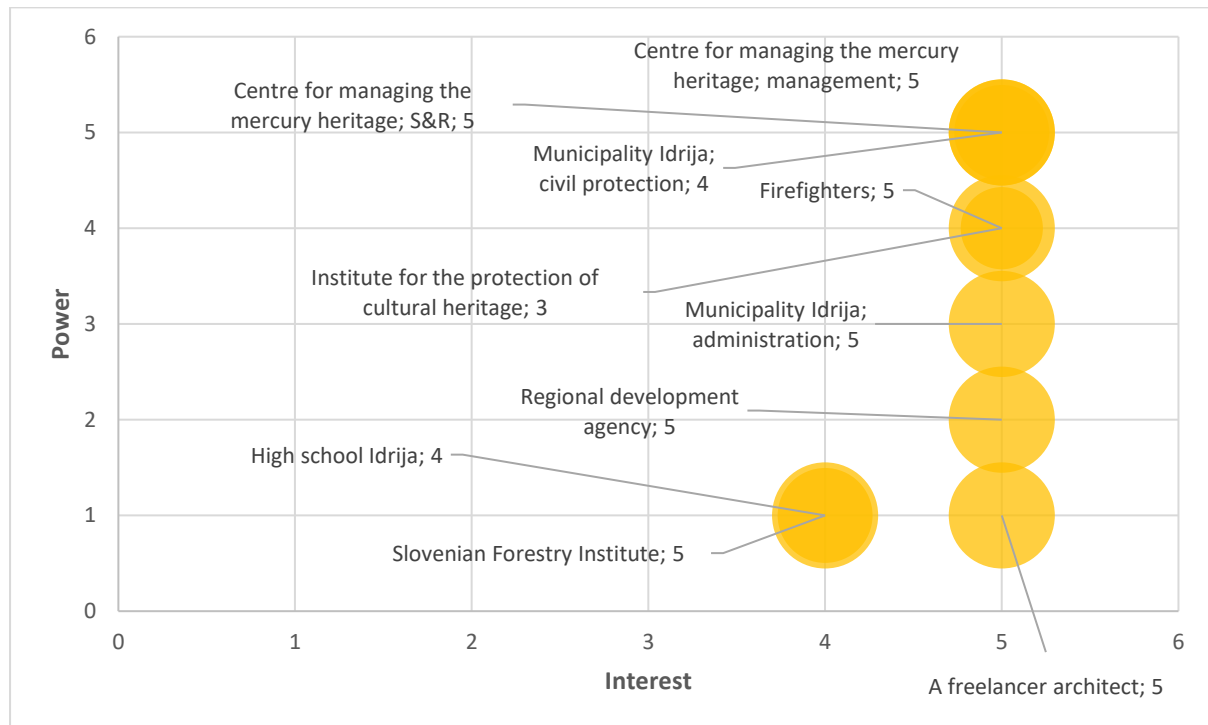 6
Centre for managing the mercury
heritage; management; 5
Centre for managing the
mercury heritage; S&R; 5
5
Municipality Idrija;
civil protection; 4
Firefighters; 5
4
Institute for the protection of
cultural heritage; 3
Municipality Idrija;
administration; 5
Power
3
Regional development
agency; 5
2
High school Idrija; 4
1
Slovenian Forestry Institute; 5
0
0 1 2 3 4 5 6
Interest
A freelancer architect; 5